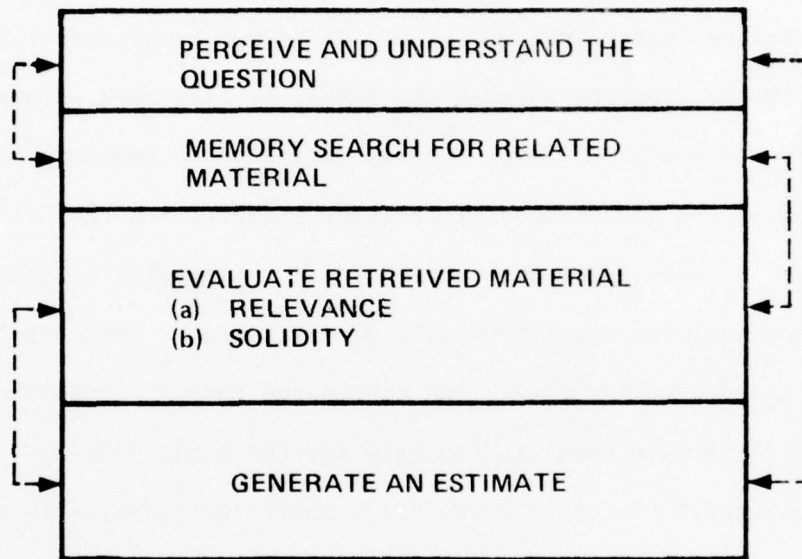 PERCEIVE AND UNDERSTAND THE
QUESTION
MEMORY SEARCH FOR RELATED
MATERIAL
EVALUATE RETREIVED MATERIAL
(a) RELEVANCE
(b) SOLIDITY
GENERATE AN ESTIMATE